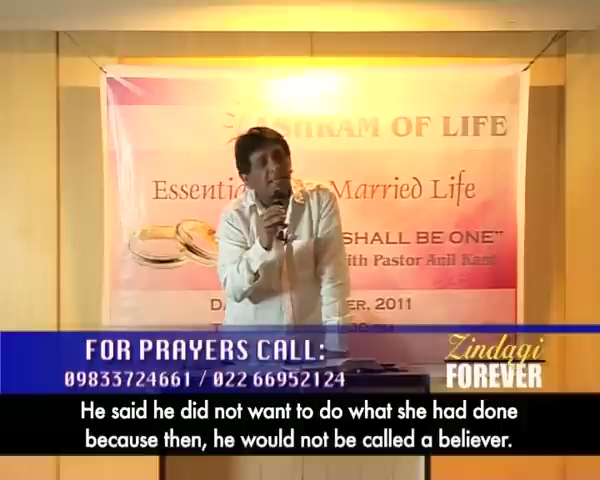 ASHRAM OF LIFE
Married Life
SHALL BE ONE"
with Pastor Anil Kant
2011
FOR PRAYERS CALL:
09833724661 / 022 66952124
Zindagi
FOREVER
He said he did not want to do what she had done
because then, he would not be called a believer.